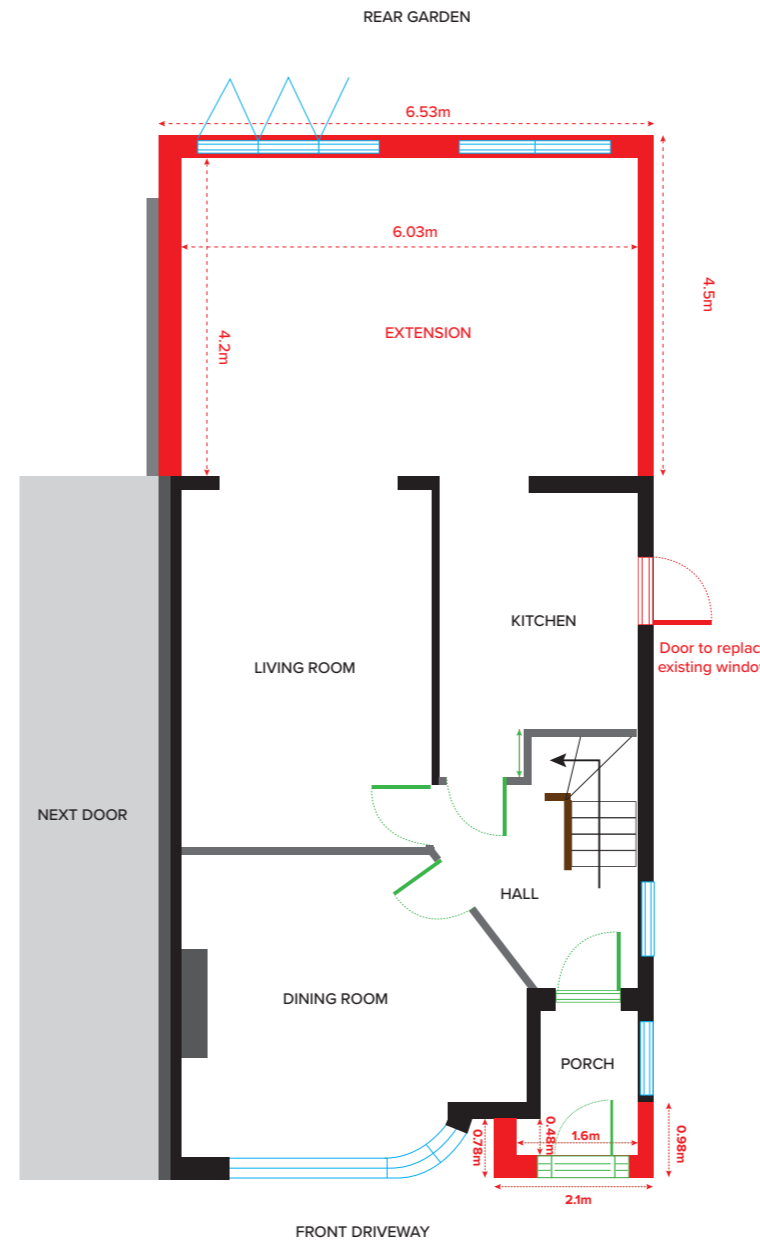 REAR GARDEN
6.53m
6.03m
4.5m
4.2m
EXTENSION
KITCHEN
Door to replac
existing windo
LIVING ROOM
NEXT DOOR
HALL
DINING ROOM
PORCH
0.78m
0.48m
1.6m
0.98m
2.1m
FRONT DRIVEWAY